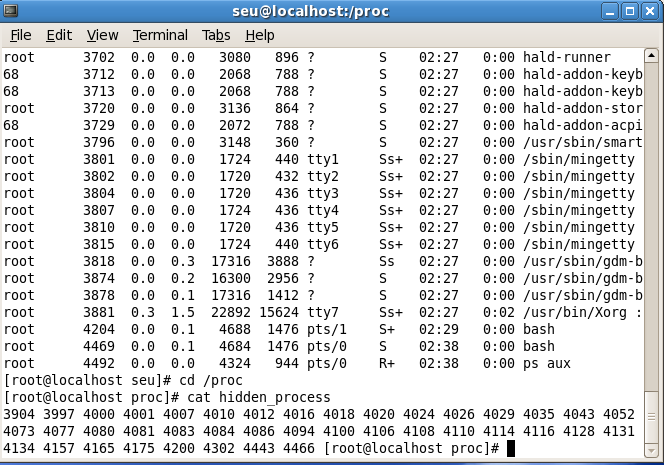 seu@localhost:/proc
File Edit View Terminal Tabs Help
root 3702 0.0 0.0 3080 896 ? S 02:27 0:00 hald-runner
68 3712 0.0 0.0 2068 788 ? S 02:27 0:00 hald-addon-keyb
68 3713 0.0 0.0 2068 788 ? S 02:27 0:00 hald-addon-keyb
root 3720 0.0 0.0 3136 864 ? S 02:27 0:00 hald-addon-stor
68 3729 0.0 0.0 2072 788 ? S 02:27 0:00 hald-addon-acpi
root 3796 0.0 0.0 3148 360 ? S 02:27 0:00 /usr/sbin/smart
root 3801 0.0 0.0 1724 440 tty1 Ss+ 02:27 0:00 /sbin/mingetty
root 3802 0.0 0.0 1720 432 tty2 Ss+ 02:27 0:00 /sbin/mingetty
root 3804 0.0 0.0 1720 436 tty3 Ss+ 02:27 0:00 /sbin/mingetty
root 3807 0.0 0.0 1724 436 tty4 Ss+ 02:27 0:00 /sbin/mingetty
root 3810 0.0 0.0 1720 436 tty5 Ss+ 02:27 0:00 /sbin/mingetty
root 3815 0.0 0.0 1724 440 tty6 Ss+ 02:27 0:00 /sbin/mingetty
root 3818 0.0 0.3 17316 3888 ? Ss 02:27 0:00 /usr/sbin/gdm-b
root 3874 0.0 0.2 16300 2956 ? S 02:27 0:00 /usr/sbin/gdm-b
root 3878 0.0 0.1 17316 1412 ? S 02:27 0:00 /usr/sbin/gdm-b
root 3881 0.3 1.5 22892 15624 tty7 Ss+ 02:27 0:02 /usr/bin/Xorg :
root 4204 0.0 0.1 4688 1476 pts/1 S+ 02:29 0:00 bash
root 4469 0.0 0.1 4684 1476 pts/0 S 02:38 0:00 bash
root 4492 0.0 0.0 4324 944 pts/0 R+ 02:38 0:00 ps aux
[root@localhost seu]# cd /proc
[root@localhost proc]# cat hidden_process
3904 3997 4000 4001 4007 4010 4012 4016 4018 4020 4024 4026 4029 4035 4043 4052
4073 4077 4080 4081 4083 4084 4086 4094 4100 4106 4108 4110 4114 4116 4128 4131
4134 4157 4165 4175 4200 4302 4443 4466 [root@localhost proc]#